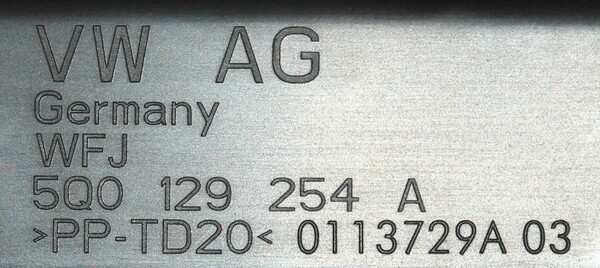 VW AG
Germany
WFJ
5Q0 129 254 A
>PP-TD20< 0113729A 03